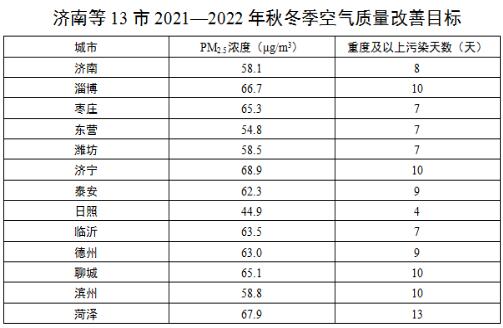 济南等 13 市 2021—2022 年秋冬季空气质量改善目标
城市 PM2.5浓度（μg/m³） 重度及以上污染天数（天）
济南 58.1 8
淄博 66.7 10
枣庄 65.3 7
东营 54.8 7
潍坊 58.5 7
济宁 68.9 10
泰安 62.3 9
日照 44.9 4
临沂 63.5 7
德州 63.0 9
聊城 65.1 10
滨州 58.8 10
菏泽 67.9 13